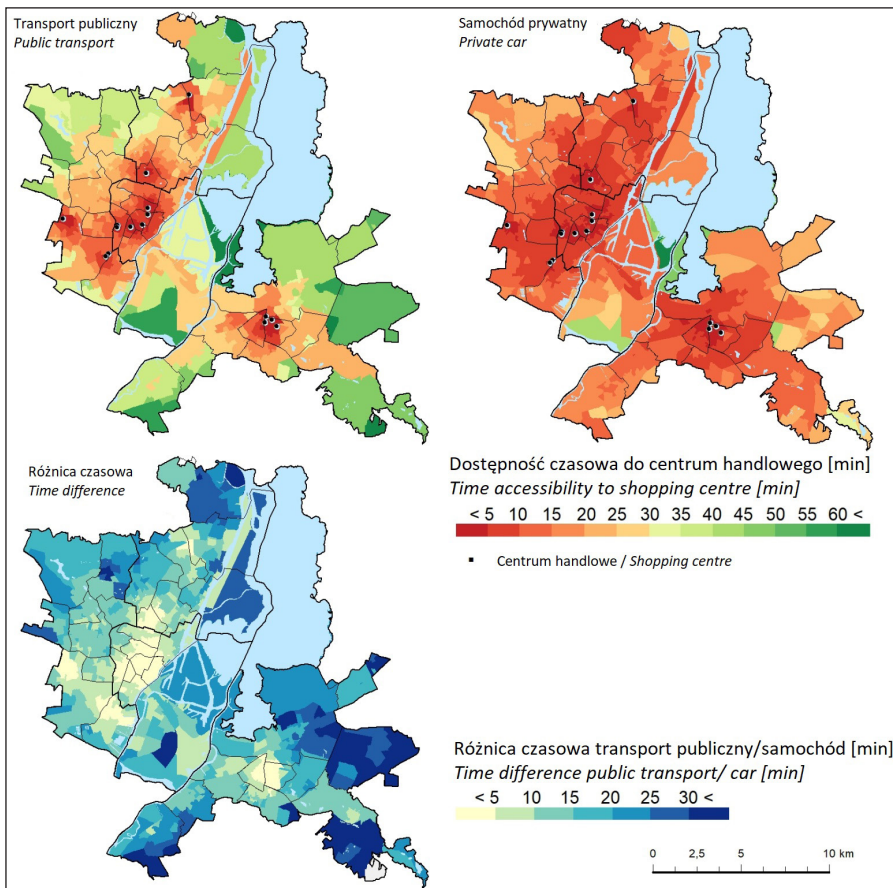 Transport publiczny
Public transport
Samochód prywatny
Private car
Różnica czasowa
Time difference
Dostępność czasowa do centrum handlowego [min]
Time accessibility to shopping centre [min]
< 5 10 15 20 25 30 35 40 45 50 55 60 <
Centrum handlowe / Shopping centre
Różnica czasowa transport publiczny/samochód [min]
Time difference public transport/ car [min]
< 5 10 15 20 25 30 <
0 2,5 5 10 km